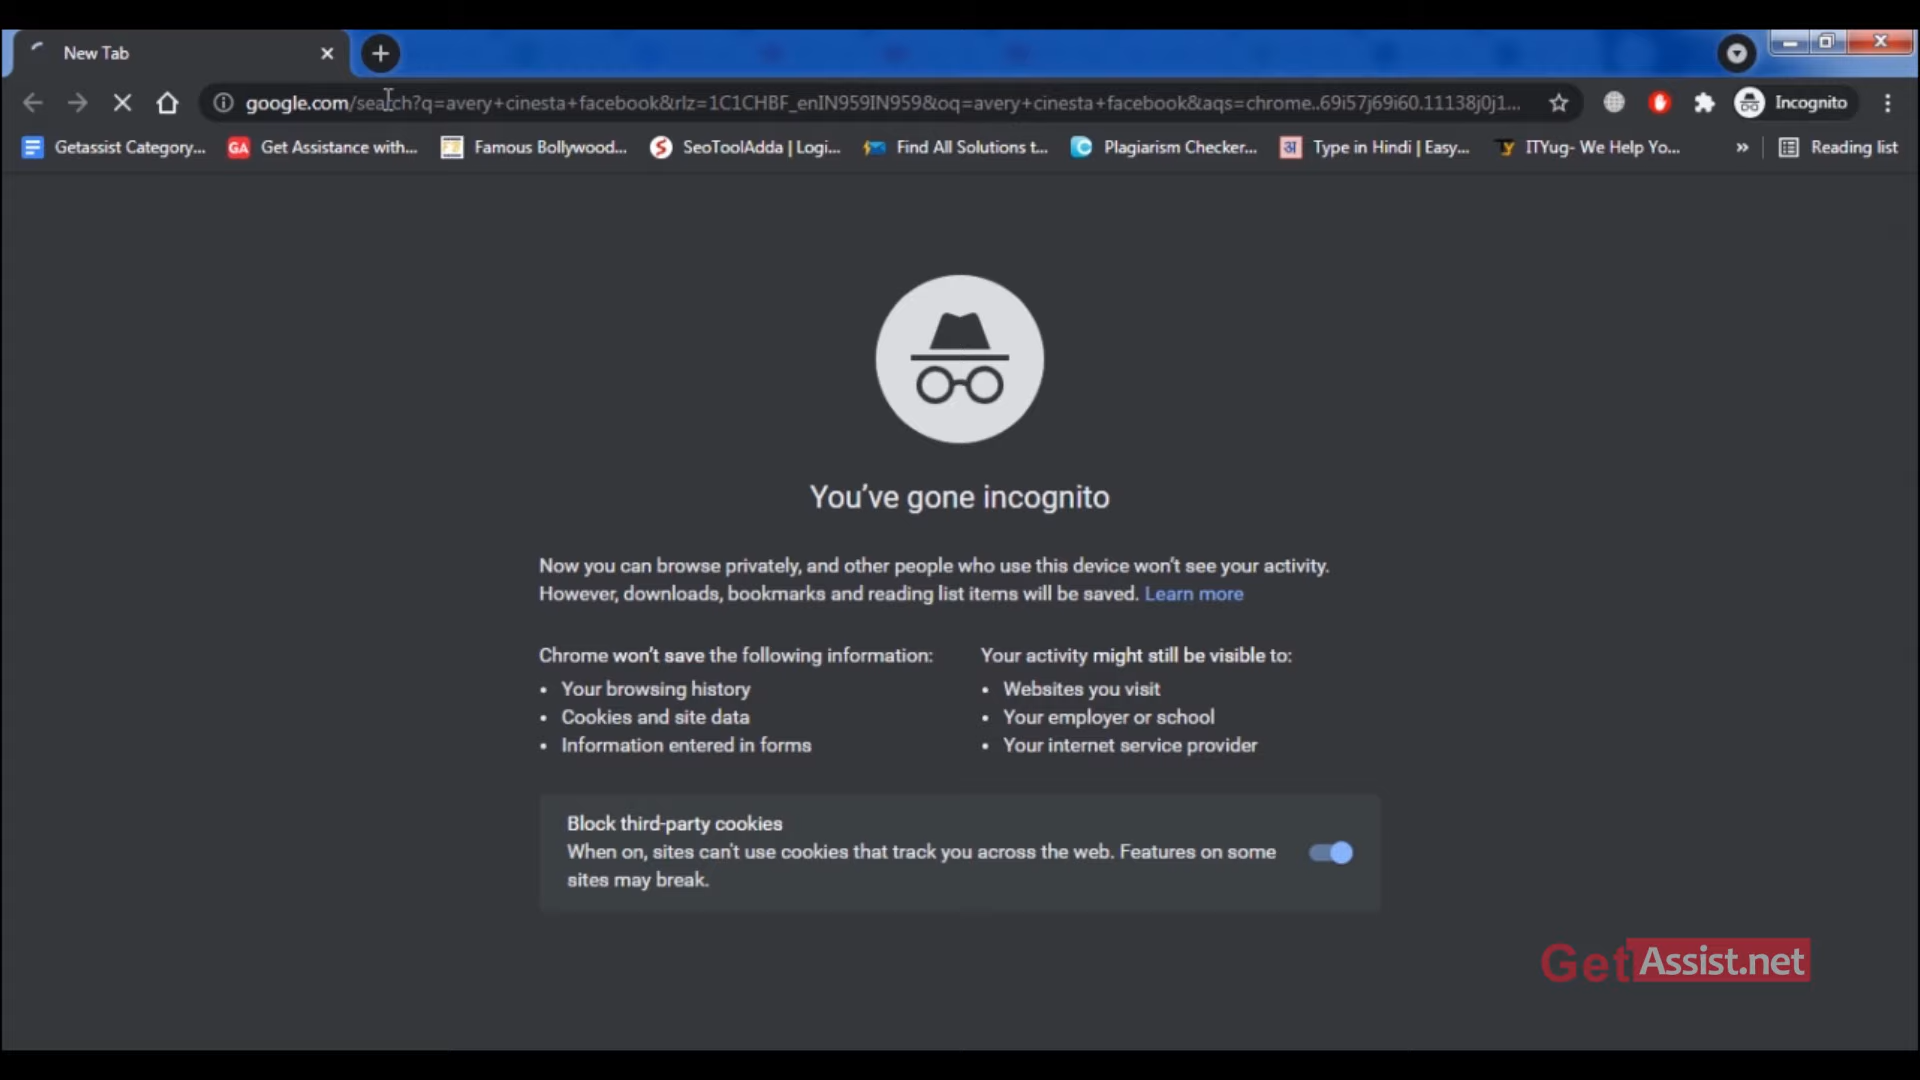 New Tab
google.com/search?q=avery+cinesta+facebook&rlz=1C1CHBF_enIN959IN959&oq=avery+cinesta+facebook&aqs=chrome..69i57j69i60.11138j0j1...
Incognito
Getassist Category...
Get Assistance with...
Famous Bollywood...
SeoToolAdda | Logi...
Find All Solutions t...
Plagiarism Checker...
अ
Type in Hindi | Easy...
ITYug- We Help Yo...
»
Reading list
You've gone incognito
Now you can browse privately, and other people who use this device won't see your activity.
However, downloads, bookmarks and reading list items will be saved. Learn more
Chrome won't save the following information:
• Your browsing history
• Cookies and site data
• Information entered in forms
Your activity might still be visible to:
• Websites you visit
• Your employer or school
• Your internet service provider
Block third-party cookies
When on, sites can't use cookies that track you across the web. Features on some
sites may break.
GetAssist.net